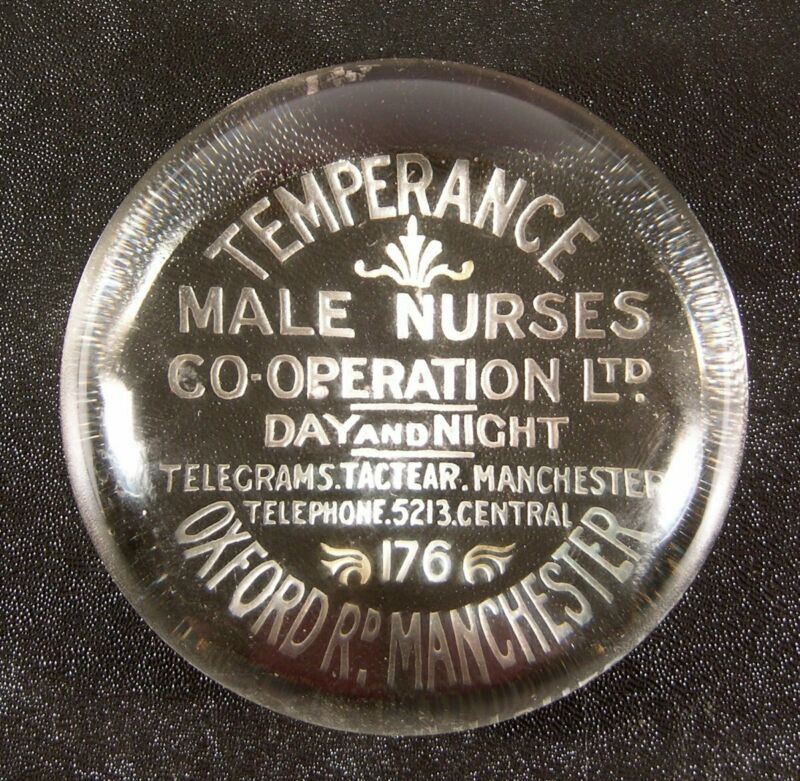 TEMPERANCE
MALE NURSES
CO-OPERATION LTD.
DAY AND NIGHT
TELEGRAMS.TACTEAR.MANCHESTER
TELEPHONE.5213.CENTRAL
176
OXFORD RD. MANCHESTER